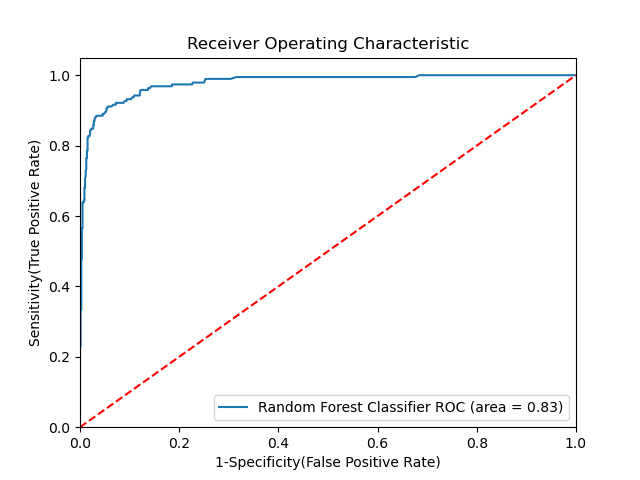 Receiver Operating Characteristic
1.0
0.8
0.6
0.4
0.2
0.0
Sensitivity(True Positive Rate)
Random Forest Classifier ROC (area = 0.83)
0.0 0.2 0.4 0.6 0.8 1.0
1-Specificity(False Positive Rate)